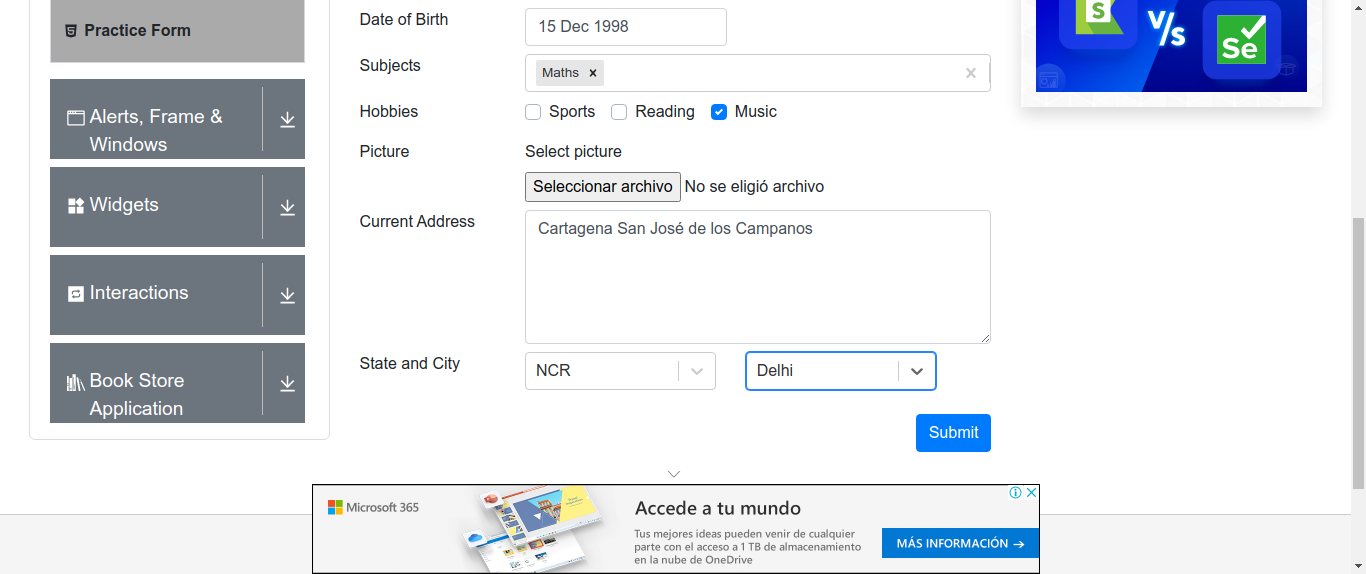 Practice Form
Alerts, Frame &
Windows
Widgets
Interactions
Book Store
Application
Date of Birth
15 Dec 1998
Subjects
Maths
Hobbies
Sports
Reading
Music
Picture
Select picture
Seleccionar archivo No se eligió archivo
Current Address
Cartagena San José de los Campanos
State and City
NCR
Delhi
Submit
S
V/s
Se
Microsoft 365
Accede a tu mundo
Tus mejores ideas pueden venir de cualquier
parte con el acceso a 1 TB de almacenamiento
en la nube de OneDrive
MÁS INFORMACIÓN →